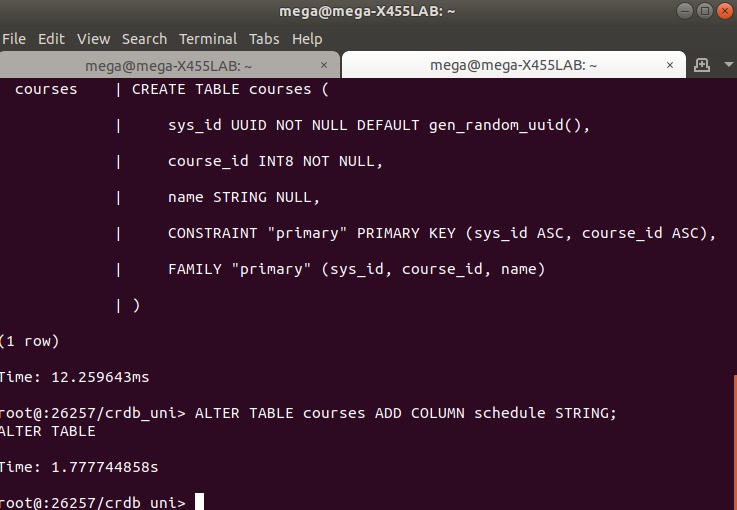 mega@mega-X455LAB: ~
File Edit View Search Terminal Tabs Help
mega@mega-X455LAB: ~ × mega@mega-X455LAB: ~ ×
courses | CREATE TABLE courses (
| sys_id UUID NOT NULL DEFAULT gen_random_uuid(),
| course_id INT8 NOT NULL,
| name STRING NULL,
| CONSTRAINT "primary" PRIMARY KEY (sys_id ASC, course_id ASC),
| FAMILY "primary" (sys_id, course_id, name)
| )
(1 row)
Time: 12.259643ms
root@:26257/crdb_uni> ALTER TABLE courses ADD COLUMN schedule STRING;
ALTER TABLE
Time: 1.777744858s
root@:26257/crdb_uni>